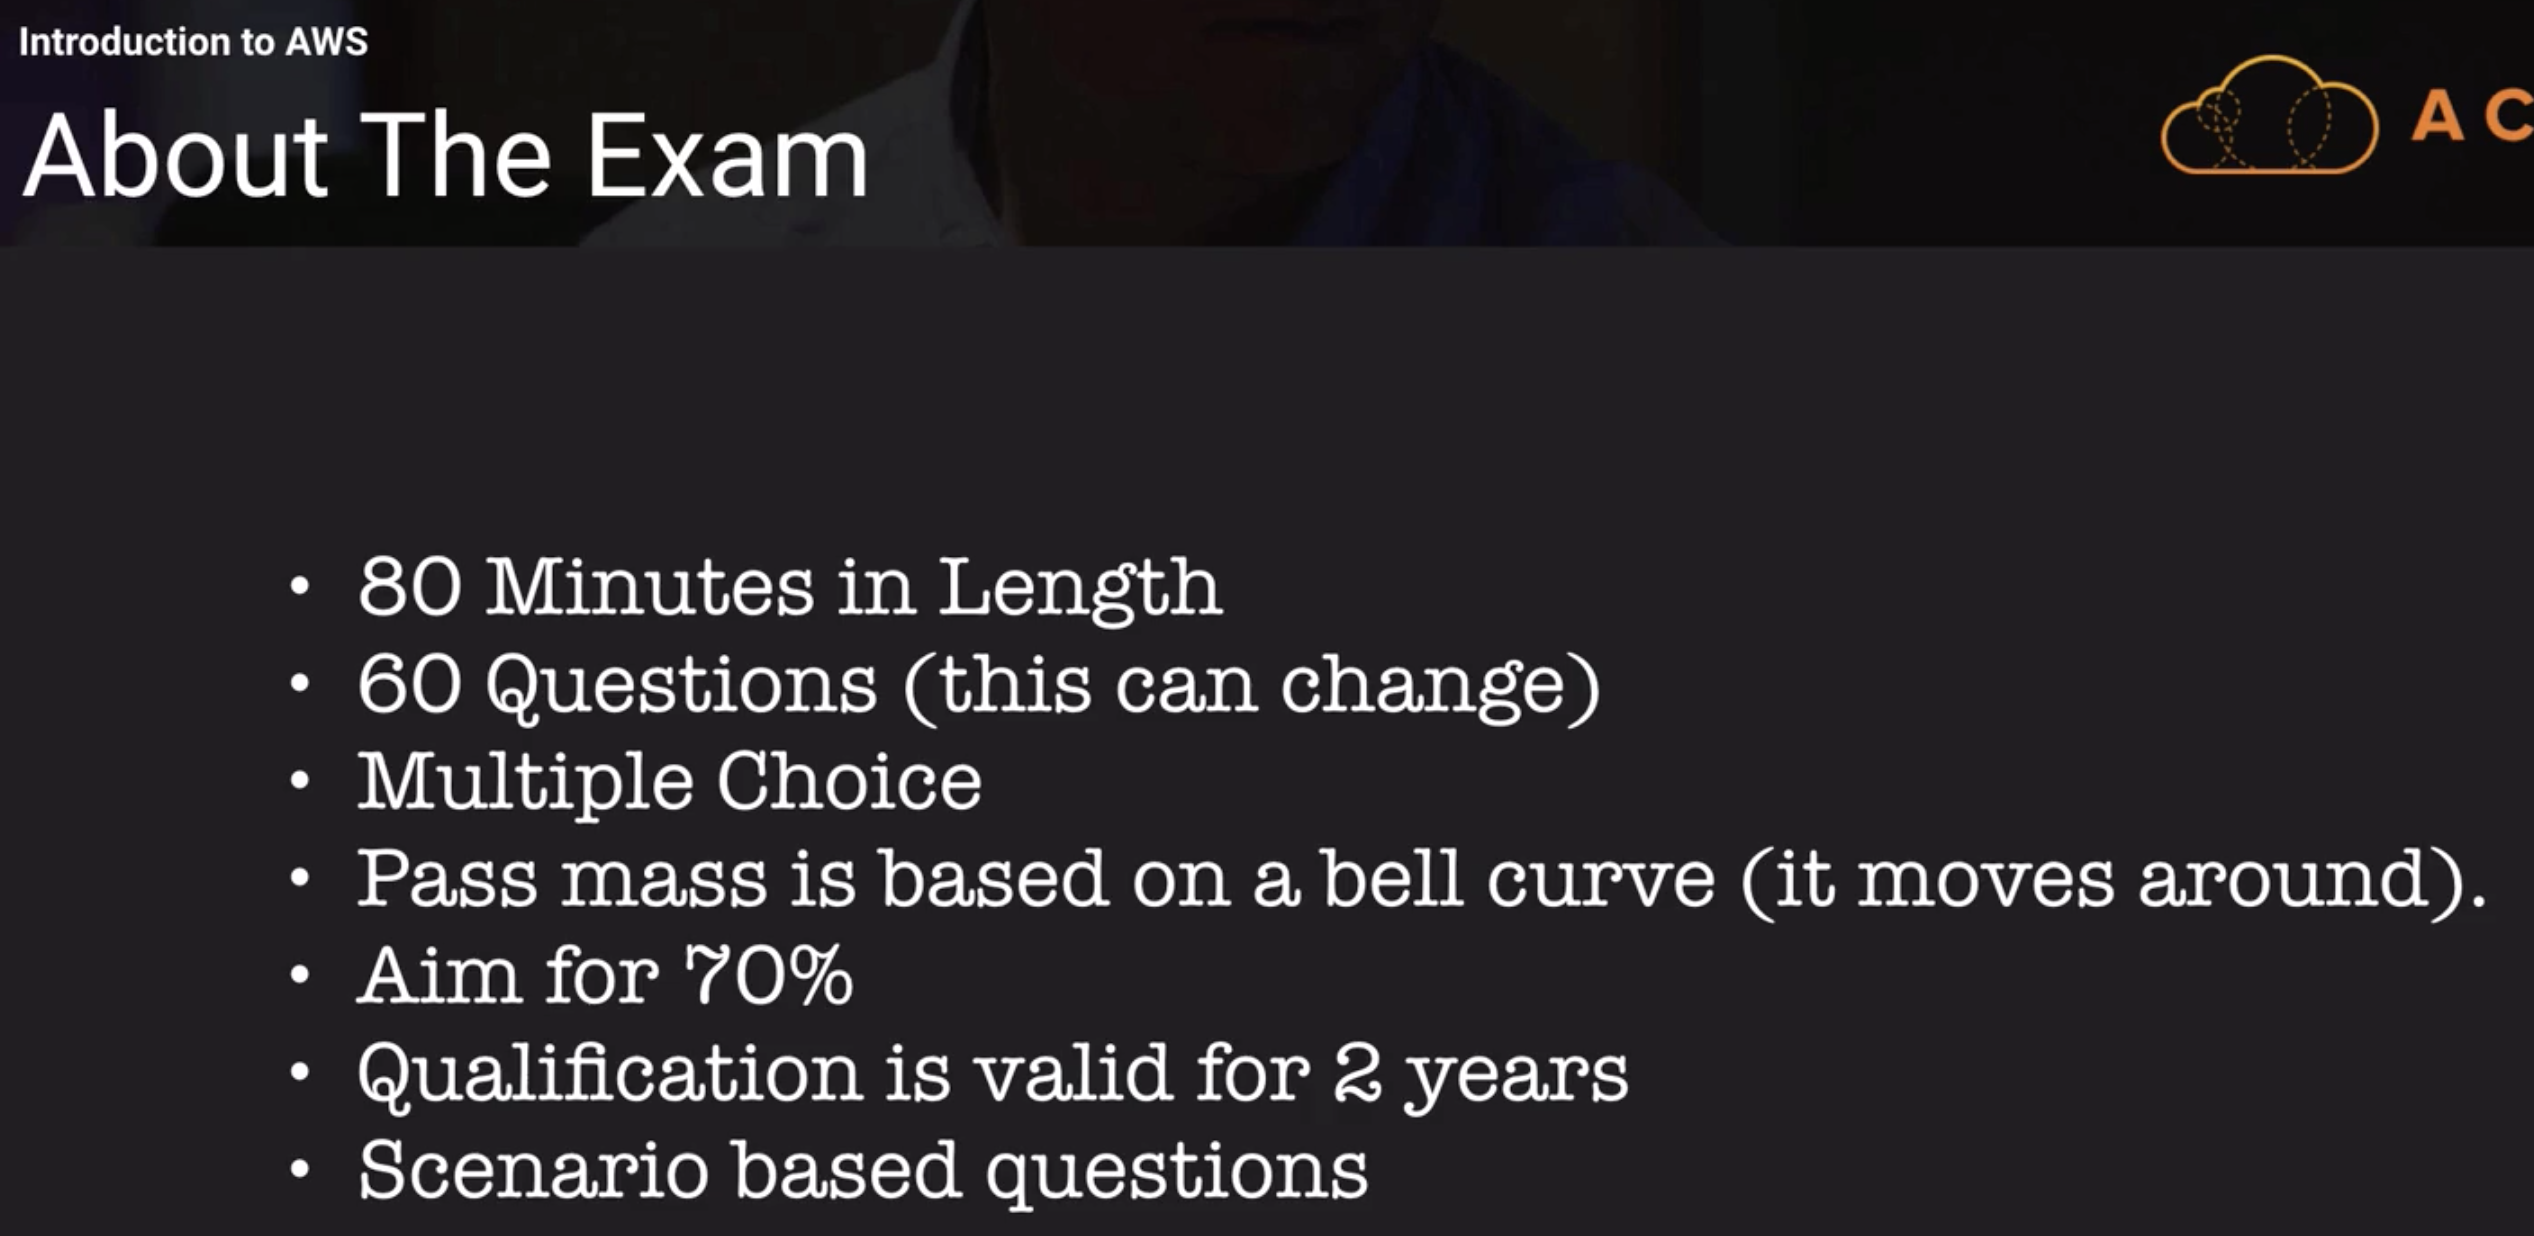 Introduction to AWS
About The Exam
A C
• 80 Minutes in Length
• 60 Questions (this can change)
• Multiple Choice
• Pass mass is based on a bell curve (it moves around).
• Aim for 70%
• Qualification is valid for 2 years
• Scenario based questions